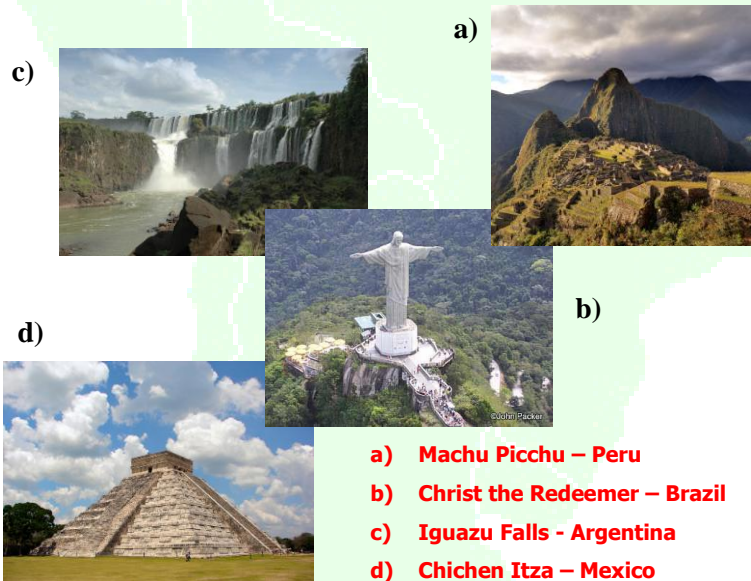 a)
c)
b)
d)
©John Packer
a) Machu Picchu – Peru
b) Christ the Redeemer – Brazil
c) Iguazu Falls - Argentina
d) Chichen Itza – Mexico